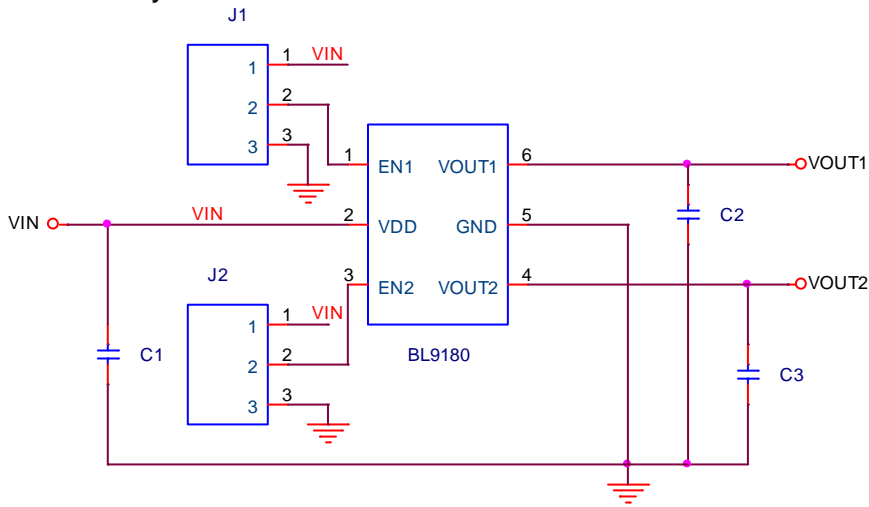 J1
1 1 VIN
2 2
3 3
1 EN1 VOUT1 6 VOUT1
VIN VIN 2 VDD GND 5 C2
J2 3 EN2 VOUT2 4 VOUT2
1 1 VIN
C1 2 2 BL9180 C3
3 3